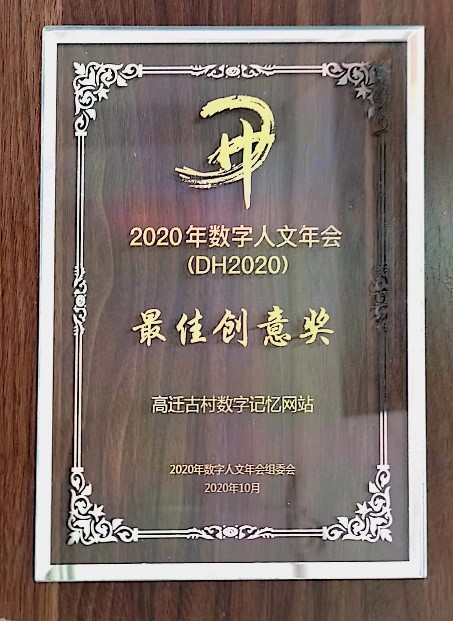 2020年数字人文年会
(DH2020)
最佳创意奖
高迁古村数字记忆网站
2020年数字人文年会组委会
2020年10月